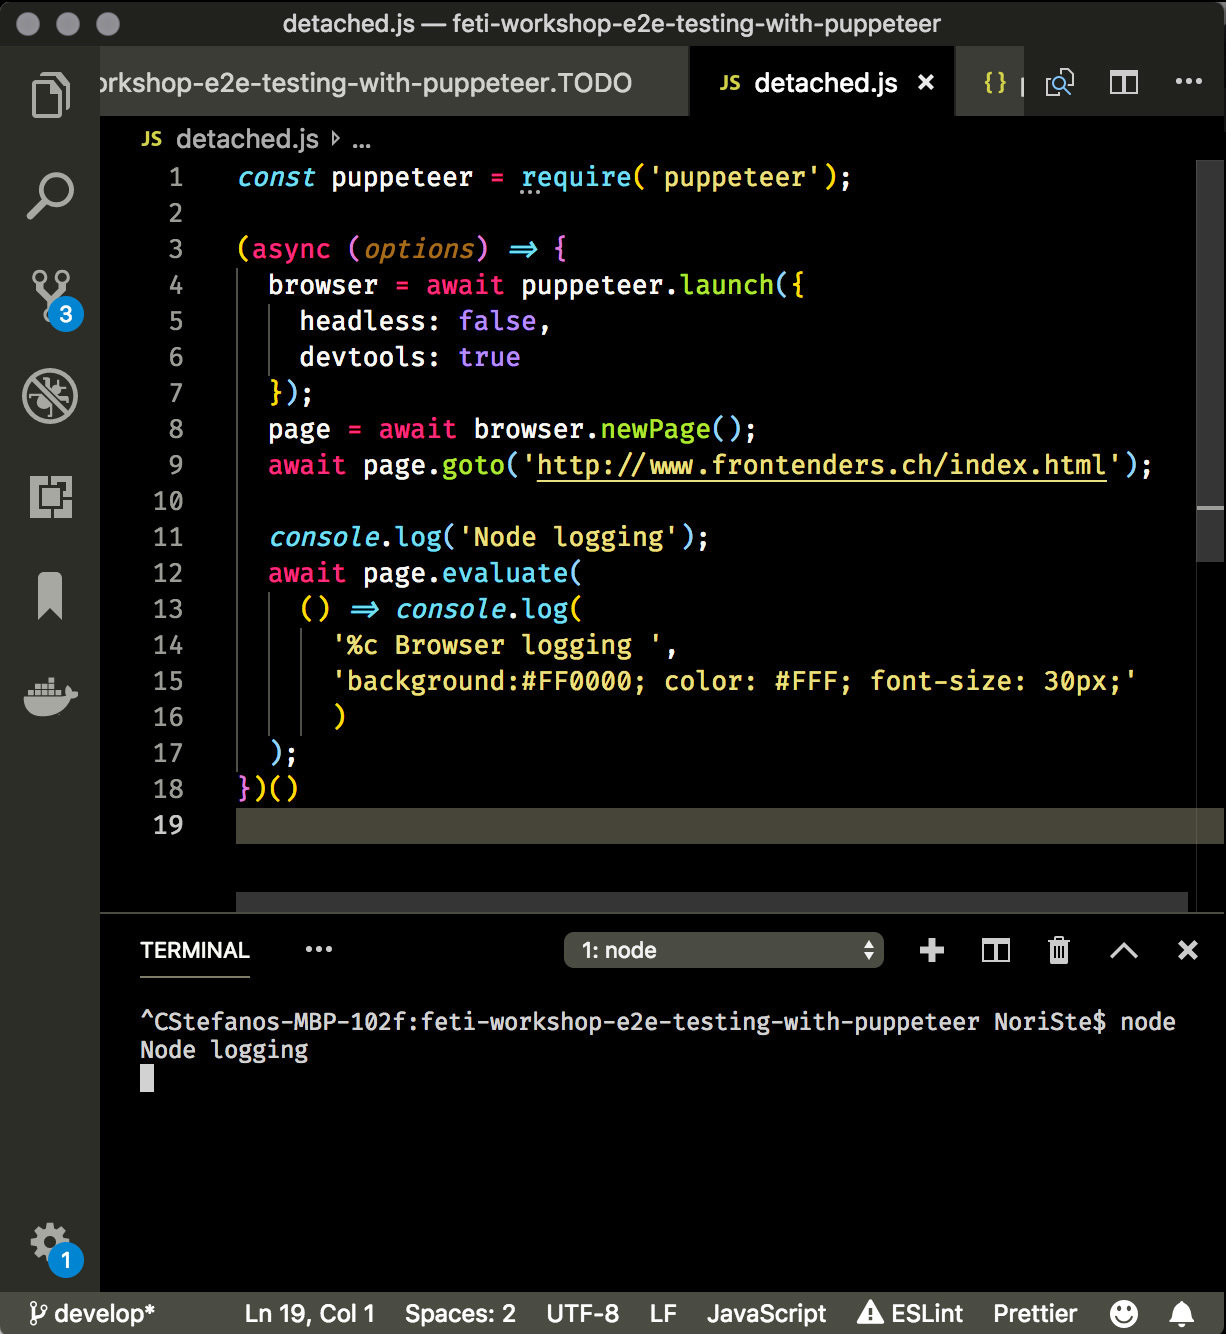 detached.js — feti-workshop-e2e-testing-with-puppeteer
orkshop-e2e-testing-with-puppeteer.TODO
JS detached.js ×
{}
JS detached.js ▹ ...
1 const puppeteer = require('puppeteer');
2
3 (async (options) => {
4 browser = await puppeteer.launch({
5 headless: false,
6 devtools: true
7 });
8 page = await browser.newPage();
9 await page.goto('http://www.frontenders.ch/index.html');
10
11 console.log('Node logging');
12 await page.evaluate(
13 () => console.log(
14 '%c Browser logging ',
15 'background:#FF0000; color: #FFF; font-size: 30px;'
16 )
17 );
18 })()
19
3
1
TERMINAL ... 1: node
^CStefanos-MBP-102f:feti-workshop-e2e-testing-with-puppeteer NoriSte$ node
Node logging
develop* Ln 19, Col 1 Spaces: 2 UTF-8 LF JavaScript ESLint Prettier